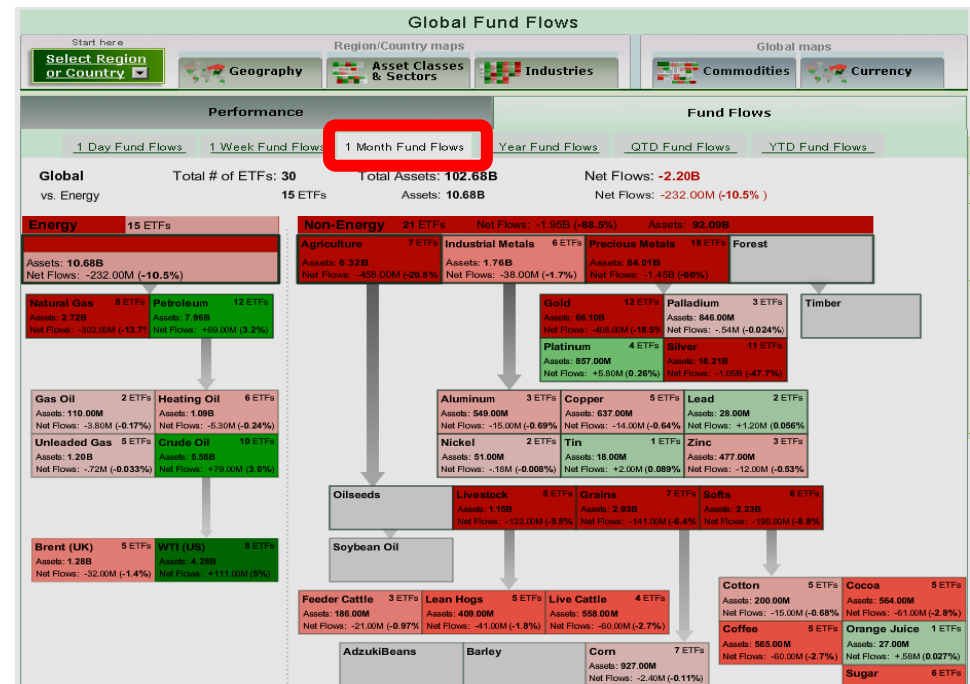 Global Fund Flows
Start here
Select Region
or Country
Region/Country maps
Geography
Asset Classes
& Sectors
Industries
Global maps
Commodities
Currency
Performance
Fund Flows
1 Day Fund Flows
1 Week Fund Flows
1 Month Fund Flows
Year Fund Flows
QTD Fund Flows
YTD Fund Flows
Global Total # of ETFs: 30 Total Assets: 102.68B Net Flows: -2.20B
vs. Energy 15 ETFs Assets: 10.68B Net Flows: -232.00M (-10.5% )
Energy 15 ETFs
Assets: 10.68B
Net Flows: -232.00M (-10.5%)
Non-Energy 21 ETFs Net Flows: -1.95B (-88.5%) Assets: 92.09B
Agriculture 7 ETFs
Assets: 6.32B
Net Flows: -458.00M (-20.8%
Industrial Metals 6 ETFs
Assets: 1.76B
Net Flows: -38.00M (-1.7%)
Precious Metals 18 ETFs
Assets: 84.01B
Net Flows: -1.45B (-66%)
Forest
Natural Gas 8 ETFs
Assets: 2.72B
Net Flows: -302.00M (-13.7%
Petroleum 12 ETFs
Assets: 7.96B
Net Flows: +69.00M (3.2%)
Gold 12 ETFs
Assets: 66.10B
Net Flows: -408.00M (-18.5%
Palladium 3 ETFs
Assets: 846.00M
Net Flows: -.54M (-0.024%)
Timber
Platinum 4 ETFs
Assets: 857.00M
Net Flows: +5.80M (0.26%)
Silver 11 ETFs
Assets: 16.21B
Net Flows: -1.05B (-47.7%)
Gas Oil 2 ETFs
Assets: 110.00M
Net Flows: -3.80M (-0.17%)
Heating Oil 6 ETFs
Assets: 1.09B
Net Flows: -5.30M (-0.24%)
Aluminum 3 ETFs
Assets: 549.00M
Net Flows: -15.00M (-0.69%
Copper 5 ETFs
Assets: 637.00M
Net Flows: -14.00M (-0.64%
Lead 2 ETFs
Assets: 28.00M
Net Flows: +1.20M (0.056%
Unleaded Gas 5 ETFs
Assets: 1.20B
Net Flows: -.72M (-0.033%)
Crude Oil 10 ETFs
Assets: 5.56B
Net Flows: +79.00M (3.6%)
Nickel 2 ETFs
Assets: 51.00M
Net Flows: -.18M (-0.008%)
Tin 1 ETFs
Assets: 18.00M
Net Flows: +2.00M (0.089%
Zinc 3 ETFs
Assets: 477.00M
Net Flows: -12.00M (-0.53%
Oilseeds
Livestock 5 ETFs
Assets: 1.15B
Net Flows: -122.00M (-5.5%
Grains 7 ETFs
Assets: 2.93B
Net Flows: -141.00M (-6.4%
Softs 6 ETFs
Assets: 2.23B
Net Flows: -195.00M (-8.8%
Brent (UK) 5 ETFs
Assets: 1.28B
Net Flows: -32.00M (-1.4%)
WTI (US) 8 ETFs
Assets: 4.28B
Net Flows: +111.00M (5%)
Soybean Oil
Feeder Cattle 3 ETFs
Assets: 186.00M
Net Flows: -21.00M (-0.97%
Lean Hogs 5 ETFs
Assets: 409.00M
Net Flows: -41.00M (-1.8%)
Live Cattle 4 ETFs
Assets: 558.00M
Net Flows: -60.00M (-2.7%)
Cotton 5 ETFs
Assets: 200.00M
Net Flows: -15.00M (-0.68%
Cocoa 5 ETFs
Assets: 564.00M
Net Flows: -61.00M (-2.8%)
Coffee 5 ETFs
Assets: 565.00M
Net Flows: -60.00M (-2.7%)
Orange Juice 1 ETFs
Assets: 27.00M
Net Flows: +.58M (0.027%)
AdzukiBeans
Barley
Corn 7 ETFs
Assets: 927.00M
Net Flows: -2.40M (-0.11%)
Sugar 6 ETFs